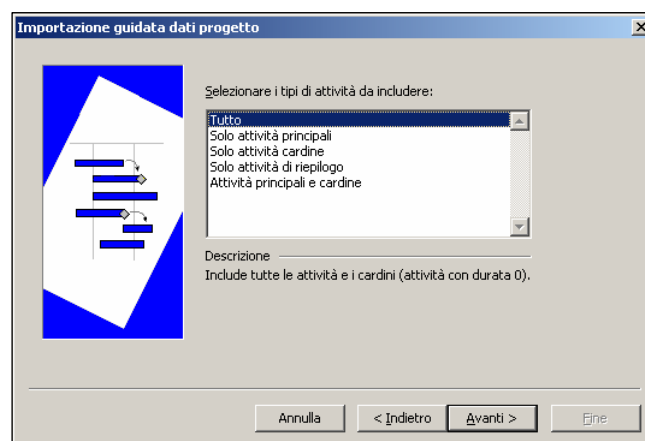 Importazione guidata dati progetto
Selezionare i tipi di attività da includere:
Tutto
Solo attività principali
Solo attività cardine
Solo attività di riepilogo
Attività principali e cardine
Descrizione
Include tutte le attività e i cardini (attività con durata 0).
Annulla
< Indietro
Avanti >
Fine